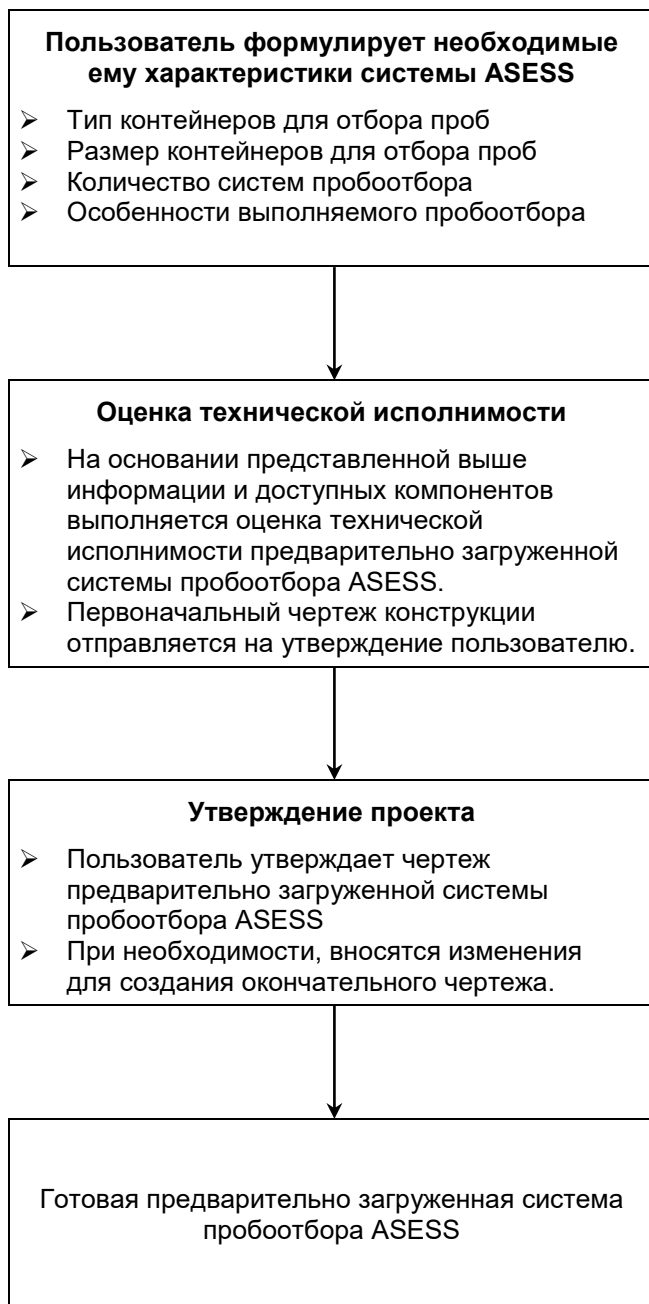 Пользователь формулирует необходимые
ему характеристики системы ASESS
➢ Тип контейнеров для отбора проб
➢ Размер контейнеров для отбора проб
➢ Количество систем пробоотбора
➢ Особенности выполняемого пробоотбора
Оценка технической исполнимости
➢ На основании представленной выше
информации и доступных компонентов
выполняется оценка технической
исполнимости предварительно загруженной
системы пробоотбора ASESS.
➢ Первоначальный чертеж конструкции
отправляется на утверждение пользователю.
Утверждение проекта
➢ Пользователь утверждает чертеж
предварительно загруженной системы
пробоотбора ASESS
➢ При необходимости, вносятся изменения
для создания окончательного чертежа.
Готовая предварительно загруженная система
пробоотбора ASESS